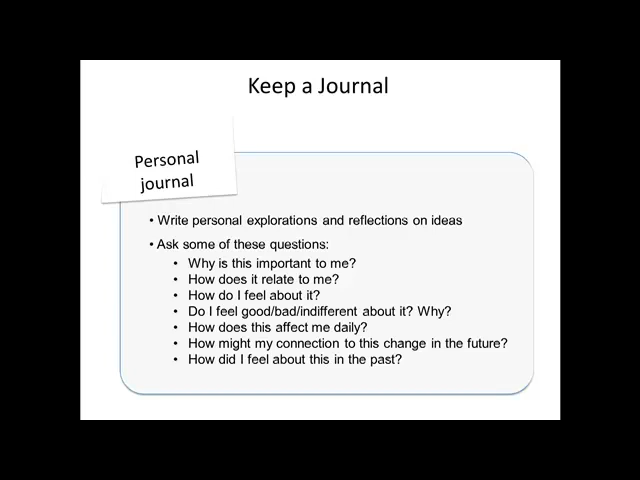 Keep a Journal
Personal
journal
• Write personal explorations and reflections on ideas
• Ask some of these questions:
• Why is this important to me?
• How does it relate to me?
• How do I feel about it?
• Do I feel good/bad/indifferent about it? Why?
• How does this affect me daily?
• How might my connection to this change in the future?
• How did I feel about this in the past?